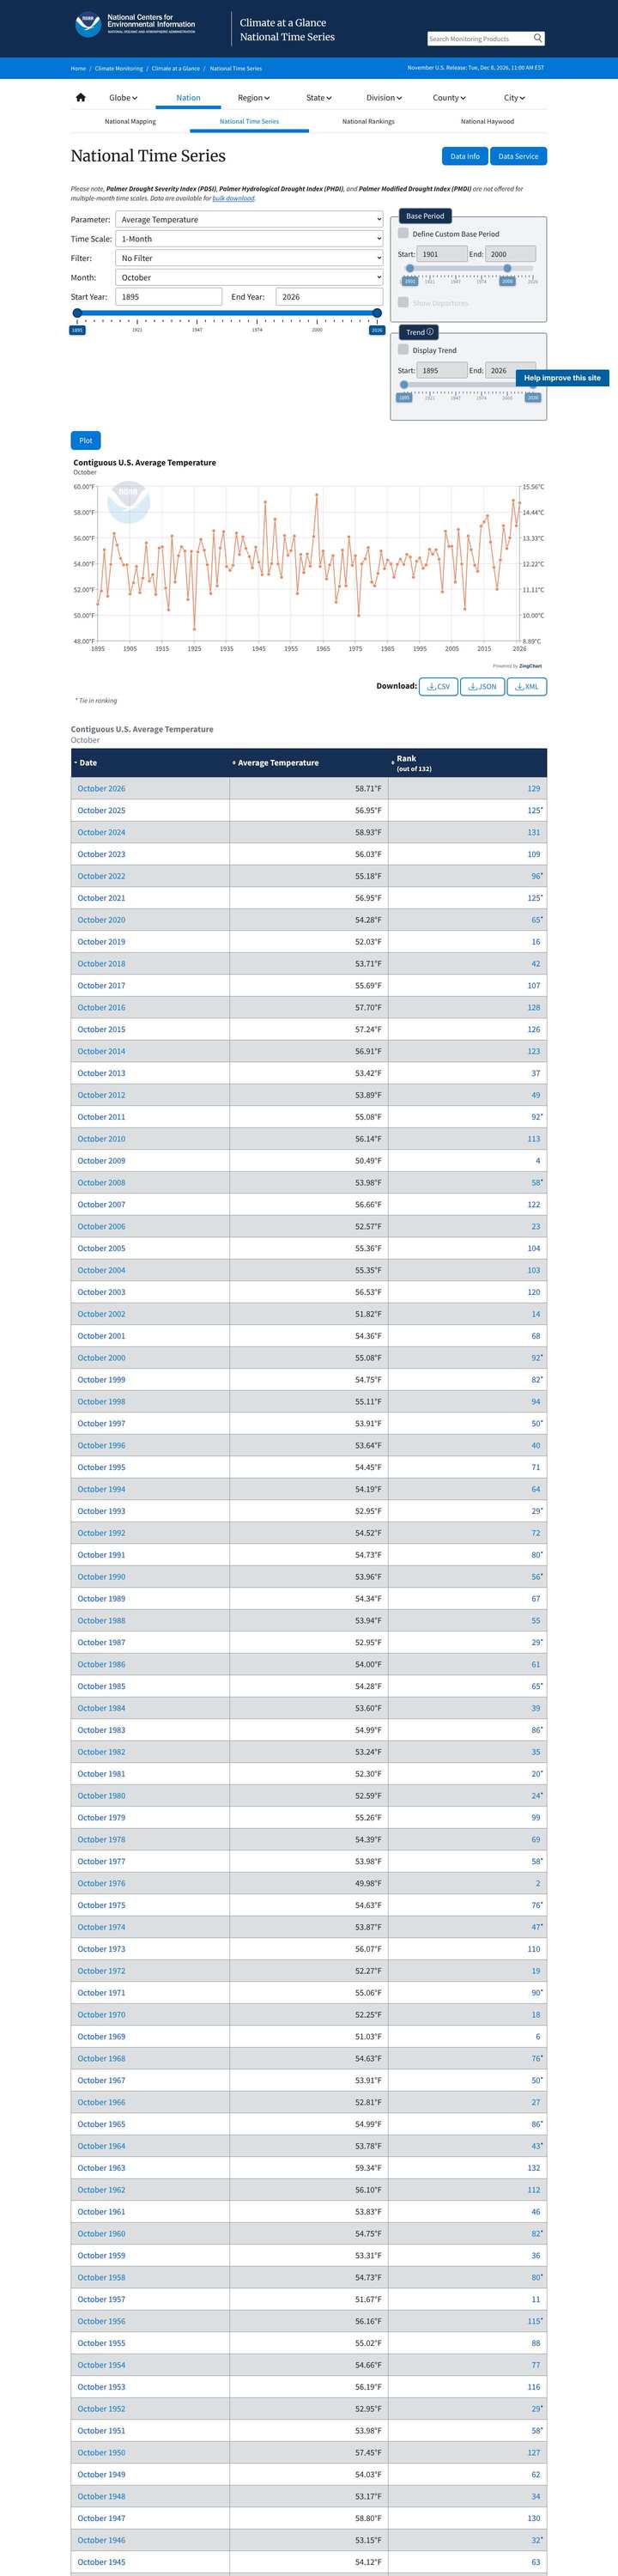 NOAA
National Centers for
Environmental Information
NATIONAL OCEANIC AND ATMOSPHERIC ADMINISTRATION
Climate at a Glance
National Time Series
Search Monitoring Products
Home / Climate Monitoring / Climate at a Glance / National Time Series
November U.S. Release: Tue, Dec 8, 2026, 11:00 AM EST
Globe Nation Region State Division County City
National Mapping National Time Series National Rankings National Haywood
National Time Series
Data Info Data Service
Please note, Palmer Drought Severity Index (PDSI), Palmer Hydrological Drought Index (PHDI), and Palmer Modified Drought Index (PMDI) are not offered for
multiple-month time scales. Data are available for bulk download.
Parameter: Average Temperature
Time Scale: 1-Month
Filter: No Filter
Month: October
Start Year: 1895 End Year: 2026
1895 1921 1947 1974 2000 2026
Base Period
Define Custom Base Period
Start: 1901 End: 2000
1901 1921 1947 1974 2000 2026
Show Departures
Trend
Display Trend
Start: 1895 End: 2026
1895 1921 1947 1974 2000 2026
Help improve this site
Plot
Contiguous U.S. Average Temperature
October
60.00°F 15.56°C
58.00°F 14.44°C
56.00°F 13.33°C
54.00°F 12.22°C
52.00°F 11.11°C
50.00°F 10.00°C
48.00°F 8.89°C
1895 1905 1915 1925 1935 1945 1955 1965 1975 1985 1995 2005 2015 2026
Powered by ZingChart
Download: CSV JSON XML
* Tie in ranking
Contiguous U.S. Average Temperature
October
Date Average Temperature Rank
(out of 132)
October 2026 58.71°F 129
October 2025 56.95°F 125*
October 2024 58.93°F 131
October 2023 56.03°F 109
October 2022 55.18°F 96*
October 2021 56.95°F 125*
October 2020 54.28°F 65*
October 2019 52.03°F 16
October 2018 53.71°F 42
October 2017 55.69°F 107
October 2016 57.70°F 128
October 2015 57.24°F 126
October 2014 56.91°F 123
October 2013 53.42°F 37
October 2012 53.89°F 49
October 2011 55.08°F 92*
October 2010 56.14°F 113
October 2009 50.49°F 4
October 2008 53.98°F 58*
October 2007 56.66°F 122
October 2006 52.57°F 23
October 2005 55.36°F 104
October 2004 55.35°F 103
October 2003 56.53°F 120
October 2002 51.82°F 14
October 2001 54.36°F 68
October 2000 55.08°F 92*
October 1999 54.75°F 82*
October 1998 55.11°F 94
October 1997 53.91°F 50*
October 1996 53.64°F 40
October 1995 54.45°F 71
October 1994 54.19°F 64
October 1993 52.95°F 29*
October 1992 54.52°F 72
October 1991 54.73°F 80*
October 1990 53.96°F 56*
October 1989 54.34°F 67
October 1988 53.94°F 55
October 1987 52.95°F 29*
October 1986 54.00°F 61
October 1985 54.28°F 65*
October 1984 53.60°F 39
October 1983 54.99°F 86*
October 1982 53.24°F 35
October 1981 52.30°F 20*
October 1980 52.59°F 24*
October 1979 55.26°F 99
October 1978 54.39°F 69
October 1977 53.98°F 58*
October 1976 49.98°F 2
October 1975 54.63°F 76*
October 1974 53.87°F 47*
October 1973 56.07°F 110
October 1972 52.27°F 19
October 1971 55.06°F 90*
October 1970 52.25°F 18
October 1969 51.03°F 6
October 1968 54.63°F 76*
October 1967 53.91°F 50*
October 1966 52.81°F 27
October 1965 54.99°F 86*
October 1964 53.78°F 43*
October 1963 59.34°F 132
October 1962 56.10°F 112
October 1961 53.83°F 46
October 1960 54.75°F 82*
October 1959 53.31°F 36
October 1958 54.73°F 80*
October 1957 51.67°F 11
October 1956 56.16°F 115*
October 1955 55.02°F 88
October 1954 54.66°F 77
October 1953 56.19°F 116
October 1952 52.95°F 29*
October 1951 53.98°F 58*
October 1950 57.45°F 127
October 1949 54.03°F 62
October 1948 53.17°F 34
October 1947 58.80°F 130
October 1946 53.15°F 32*
October 1945 54.12°F 63